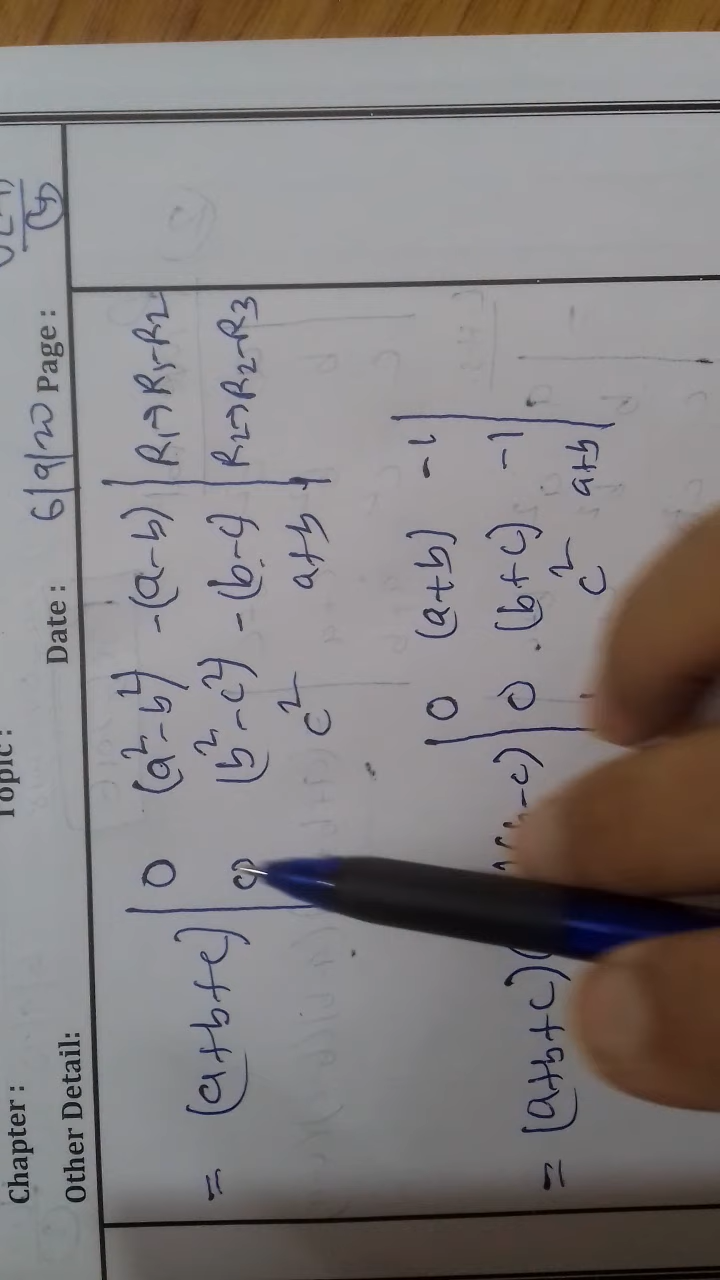 Chapter: Topic:
Other Detail: Date: 6/9/20 Page:
0 (a²-b²) -(a-b) R₁→R₁-R₂
= (a+b+c) 0 (b²-c²) -(b-c) R₂→R₂-R₃
c² a+b
0 (a+b) -1
= (a+b+c) -c) 0 (b+c) -1
c² a+b